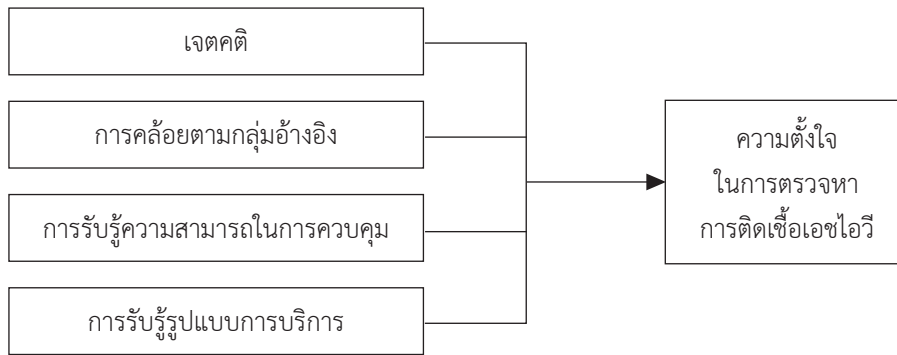 เจตคติ
การคล้อยตามกลุ่มอ้างอิง
การรับรู้ความสามารถในการควบคุม
การรับรู้รูปแบบการบริการ
ความตั้งใจ
ในการตรวจหา
การติดเชื้อเอชไอวี